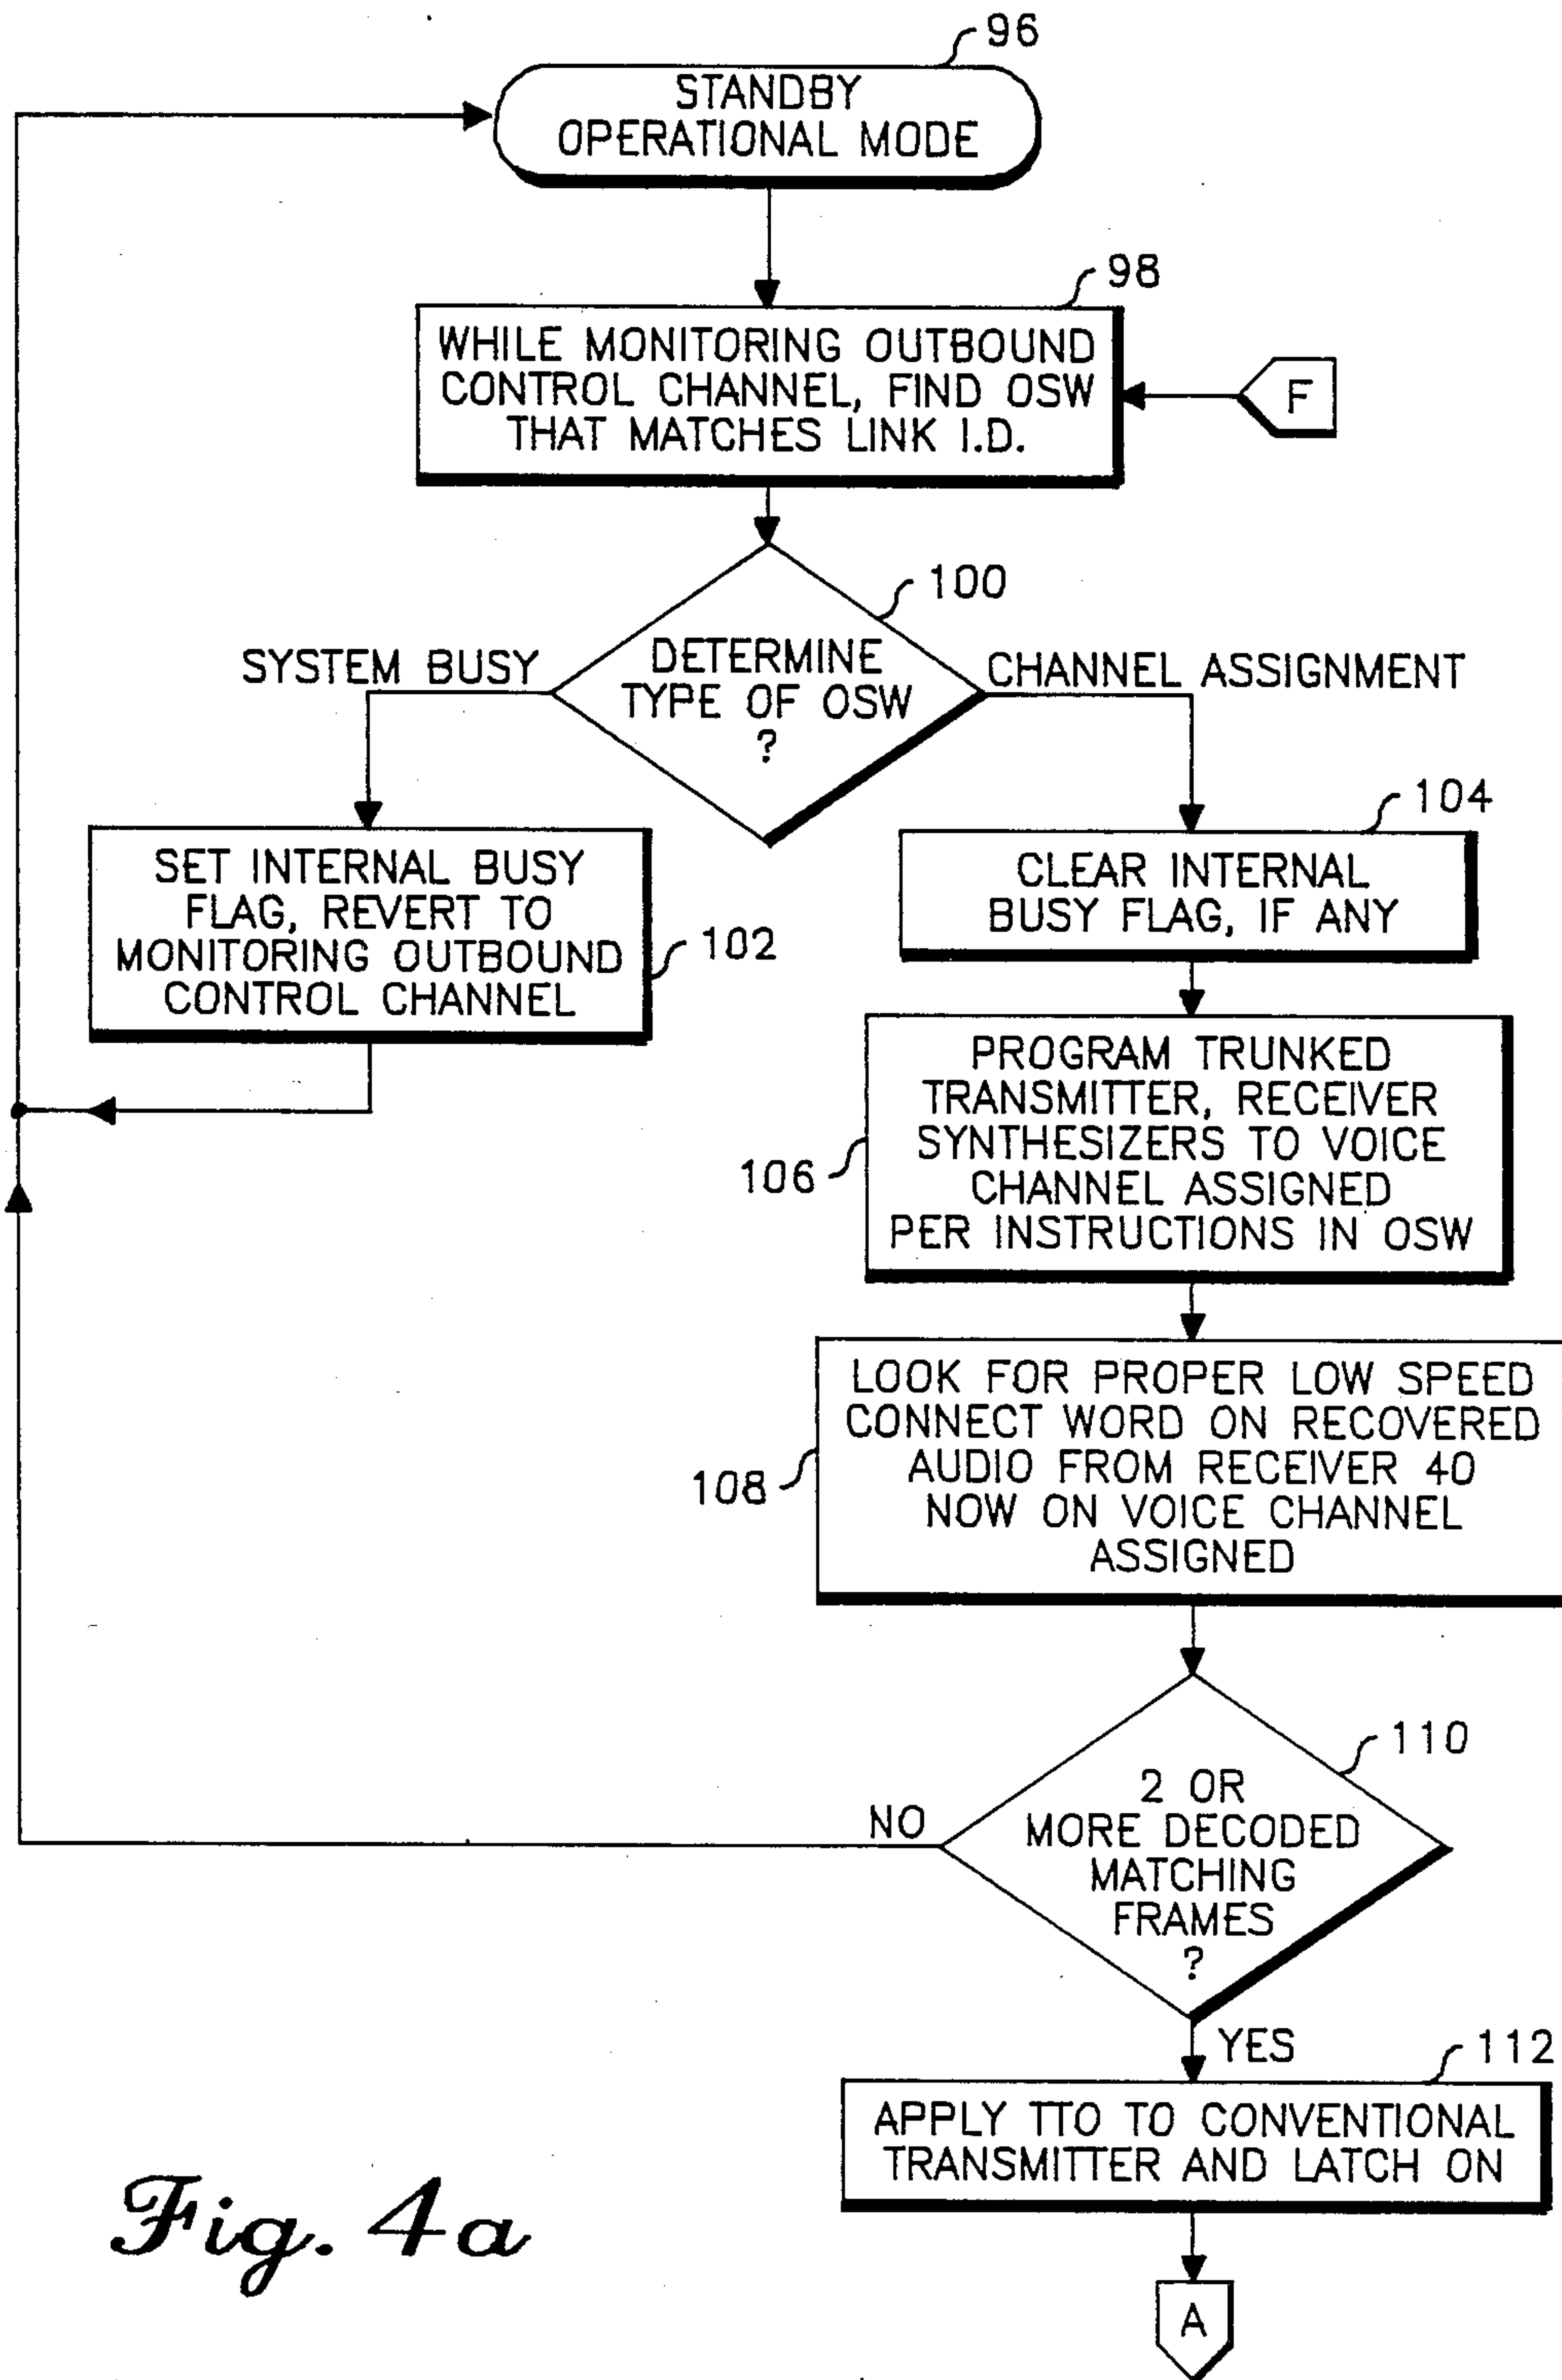 96
STANDBY
OPERATIONAL MODE
98
WHILE MONITORING OUTBOUND
CONTROL CHANNEL, FIND OSW
THAT MATCHES LINK I.D.
F
100
SYSTEM BUSY
DETERMINE
TYPE OF OSW
?
CHANNEL ASSIGNMENT
SET INTERNAL BUSY
FLAG, REVERT TO
MONITORING OUTBOUND
CONTROL CHANNEL
102
104
CLEAR INTERNAL
BUSY FLAG, IF ANY
PROGRAM TRUNKED
TRANSMITTER, RECEIVER
SYNTHESIZERS TO VOICE
CHANNEL ASSIGNED
PER INSTRUCTIONS IN OSW
106
LOOK FOR PROPER LOW SPEED
CONNECT WORD ON RECOVERED
AUDIO FROM RECEIVER 40
NOW ON VOICE CHANNEL
ASSIGNED
108
110
NO
2 OR
MORE DECODED
MATCHING
FRAMES
?
YES
112
APPLY TTO TO CONVENTIONAL
TRANSMITTER AND LATCH ON
A
Fig. 4a